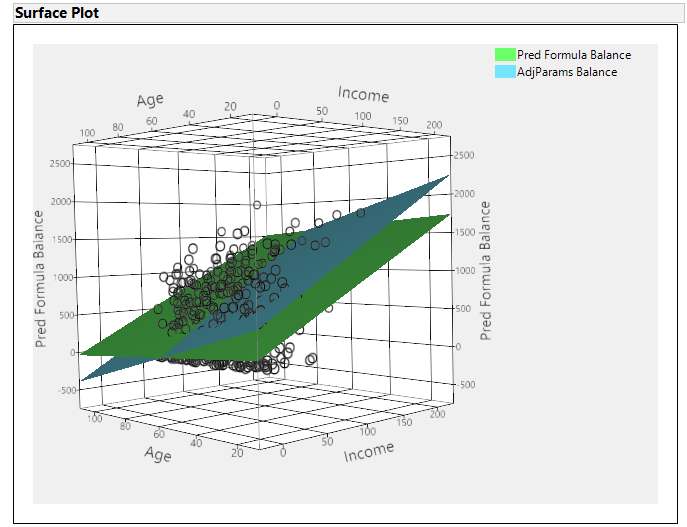 Surface Plot
Pred Formula Balance
AdjParams Balance
Age
Income
100 80 60 40 20
0 50 100 150 200
2500
2000
1500
1000
500
0
-500
Pred Formula Balance
2500
2000
1500
1000
500
0
-500
Pred Formula Balance
100 80 60 40 20
0 50 100 150 200
Age
Income